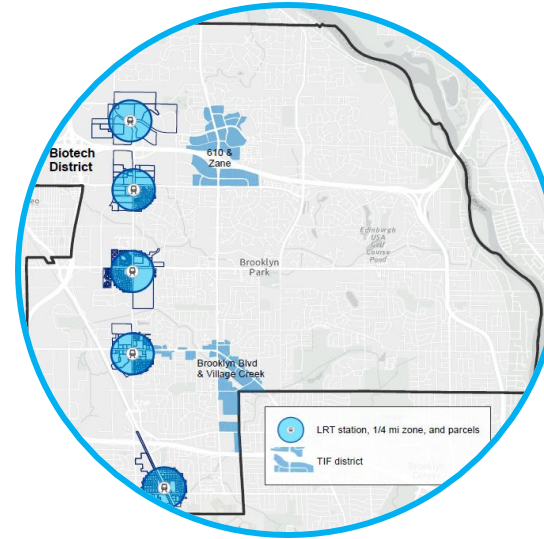 Biotech
District
610 &
Zane
Edinburgh
USA
Golf
Course
Pond
Brooklyn
Park
Brooklyn Blvd
& Village Creek
LRT station, 1/4 mi zone, and parcels
TIF district